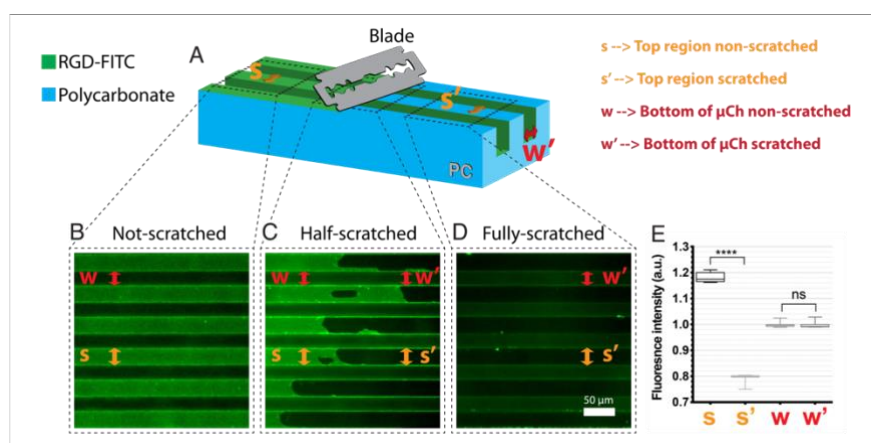 A
Blade
RGD-FITC
Polycarbonate
s
s'
w'
PC
s --> Top region non-scratched
s' --> Top region scratched
w --> Bottom of µCh non-scratched
w' --> Bottom of µCh scratched
B Not-scratched
C Half-scratched
D Fully-scratched
E
w
w w'
w'
s
s s'
s'
50 µm
Fluoresnce intensity (a.u.)
1.3
1.2
1.1
1.0
0.9
0.8
0.7
****
ns
s s' w w'